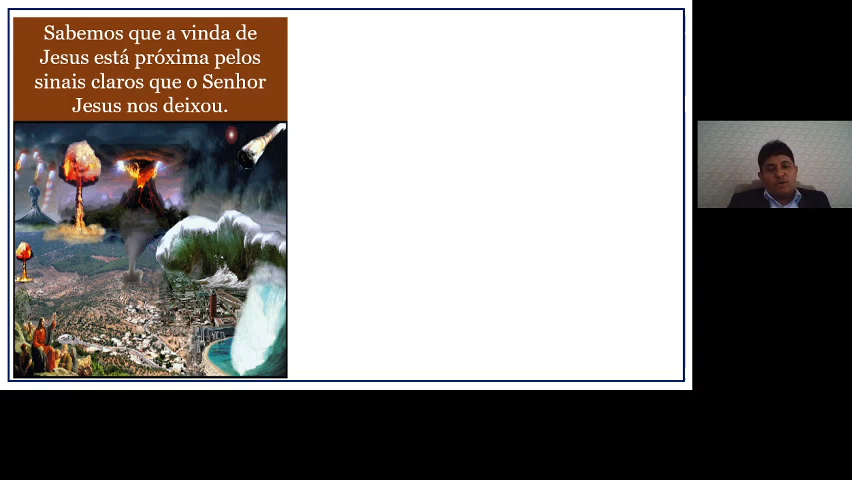 Sabemos que a vinda de
Jesus está próxima pelos
sinais claros que o Senhor
Jesus nos deixou.